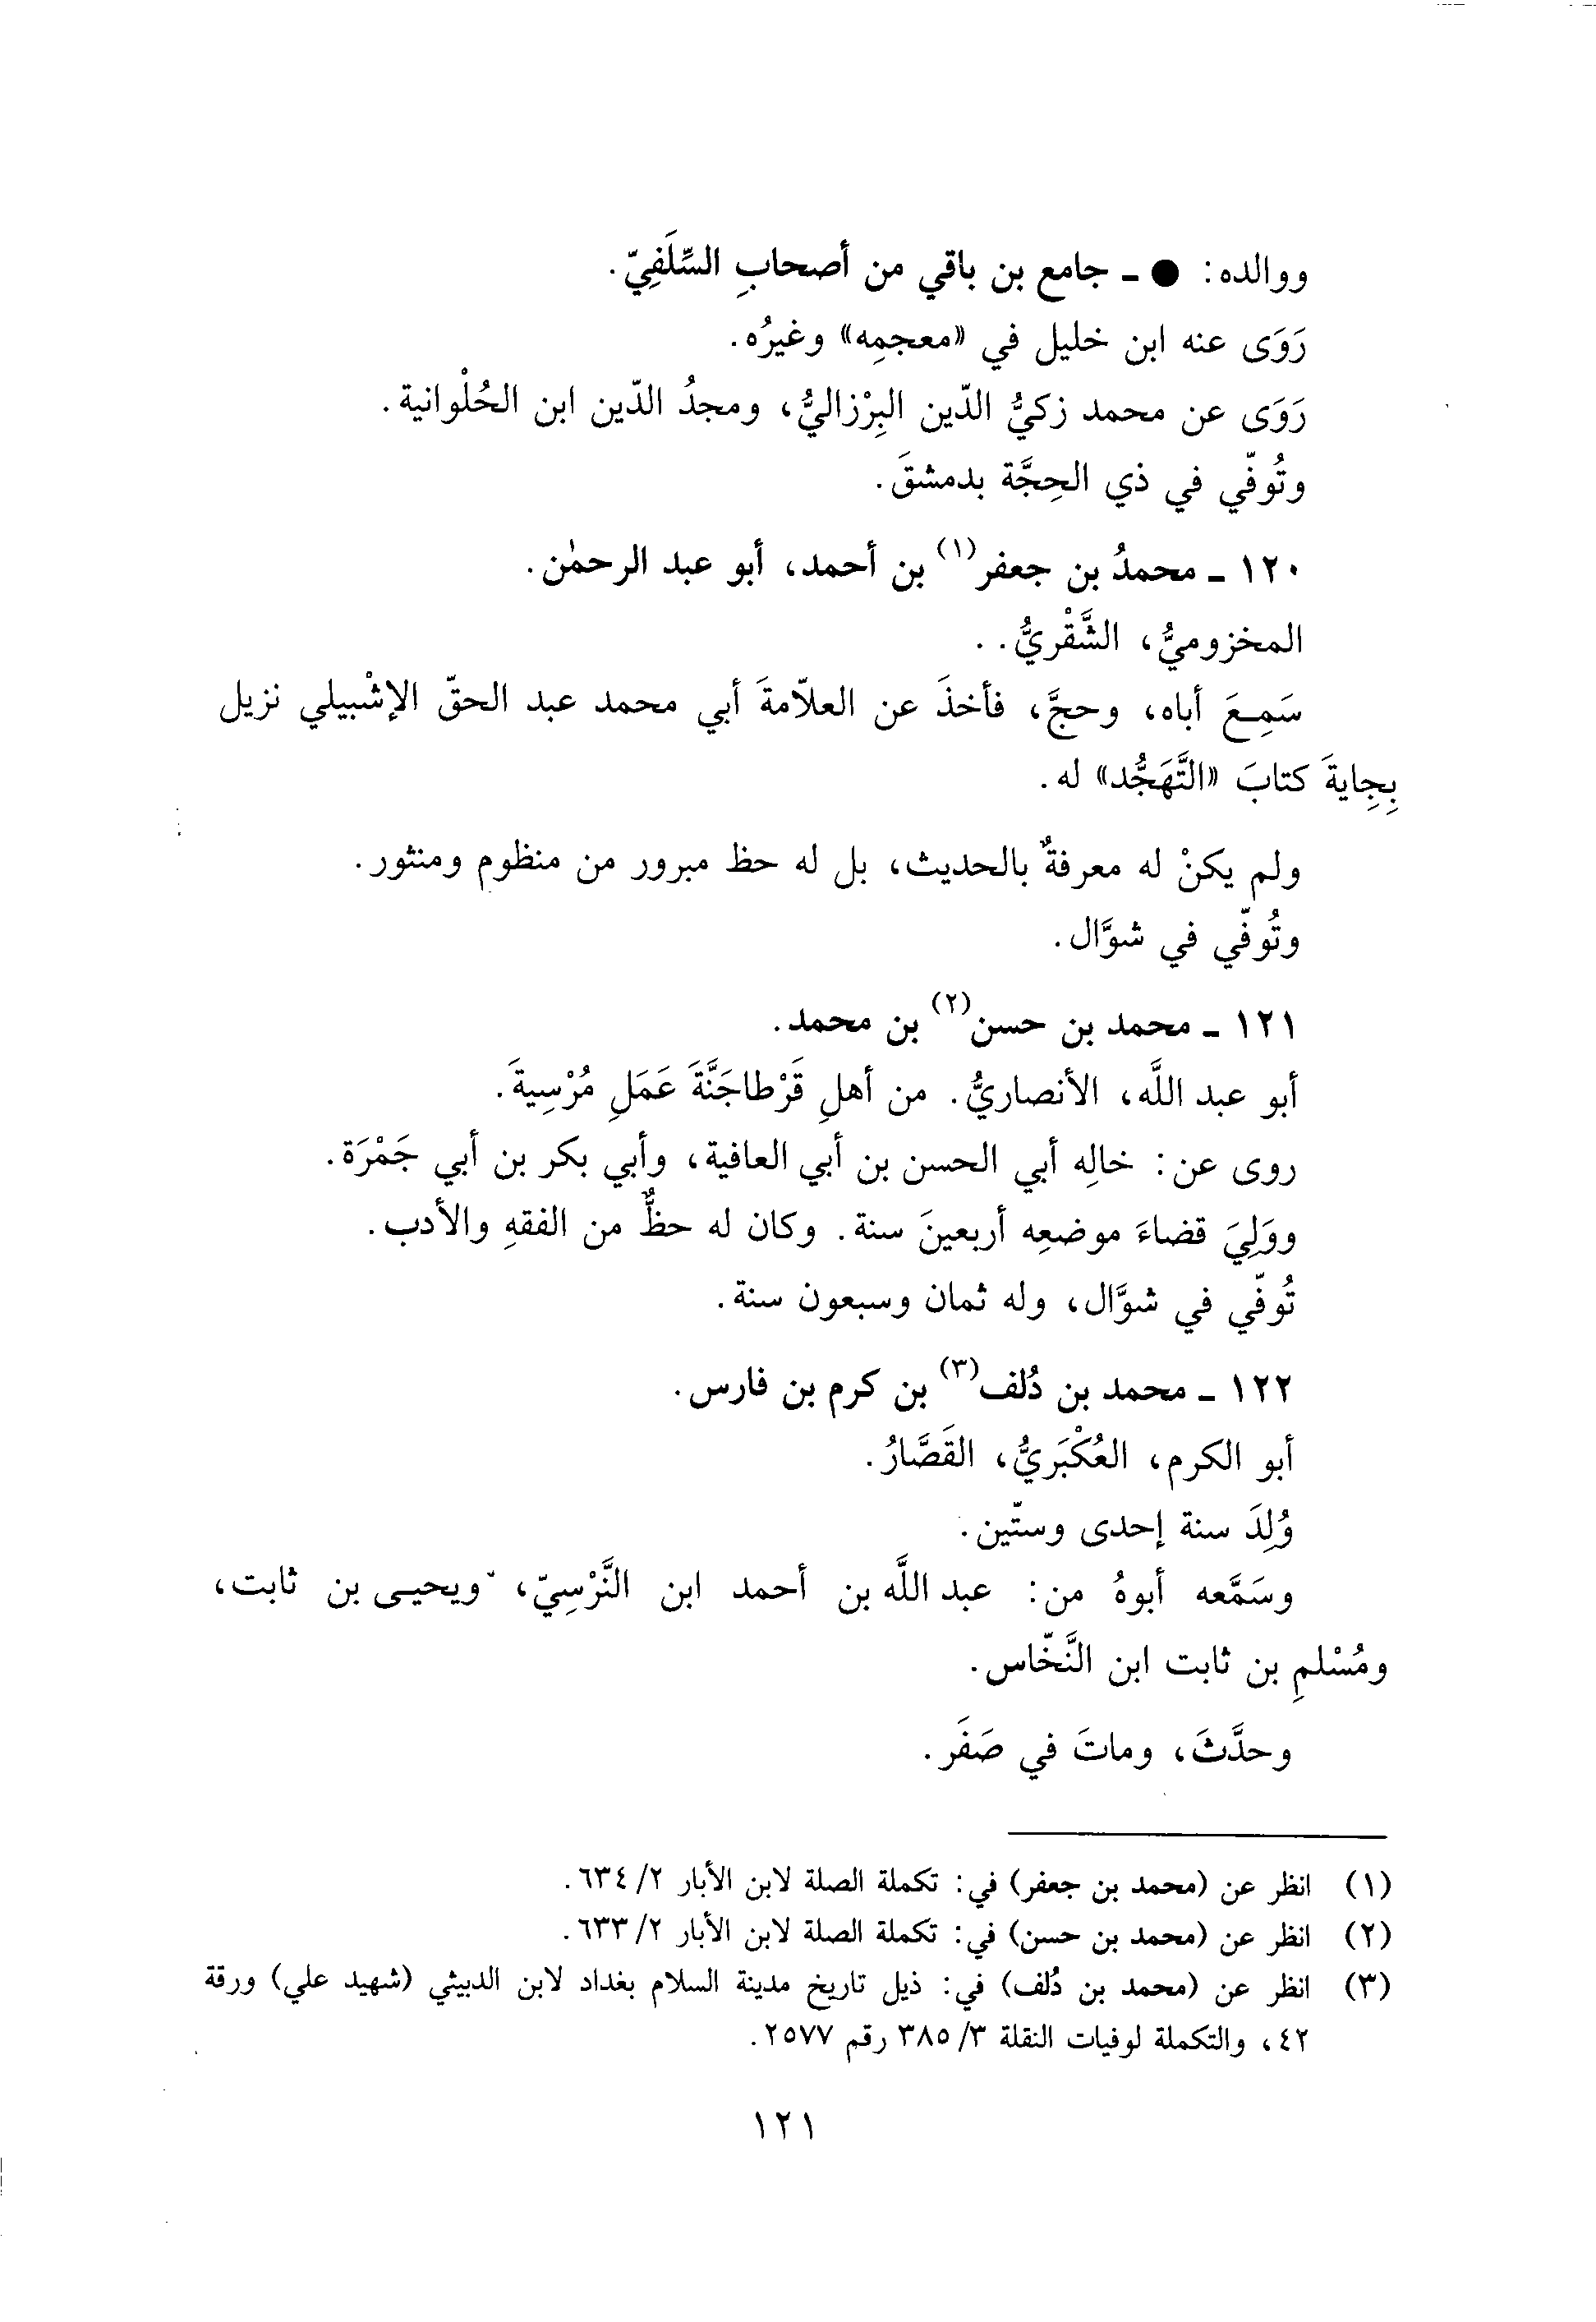 ووالده: ● ـ جامع بن باقي من أصحابِ السِّلَفِيّ.
رَوَى عنه ابن خليل في «معجمِه» وغيرُه.
رَوَى عن محمد زكيُّ الدّين البِرْزاليُّ، ومجدُ الدّين ابن الحُلْوانية.
وتُوفّي في ذي الحِجَّة بدمشقَ.
١٢٠ ـ محمدُ بن جعفر(١) بن أحمد، أبو عبد الرحمٰن.
المخزوميُّ، الشَّقْريُّ. .
سَمِعَ أباه، وحجَّ، فأخذَ عن العلاّمةَ أبي محمد عبد الحقّ الإشْبيلي نزيل
بِجِايةَ كتابَ «التَّهَجُّد» له.
ولم يكنْ له معرفةٌ بالحديث، بل له حظ مبرور من منظوم ومنثور.
وتُوفّي في شوَّال.
١٢١ ـ محمد بن حسن(٢) بن محمد.
أبو عبد اللَّه، الأنصاريُّ. من أهلِ قَرْطاجَنَّةَ عَمَلِ مُرْسِيةَ.
روى عن: خالِه أبي الحسن بن أبي العافية، وأبي بكر بن أبي جَمْرَة.
ووَلِيَ قضاءَ موضعِه أربعينَ سنة. وكان له حظٌّ من الفقهِ والأدب.
تُوفّي في شوَّال، وله ثمان وسبعون سنة.
١٢٢ ـ محمد بن دُلف(٣) بن كرم بن فارس.
أبو الكرم، العُكْبَريُّ، القَصَّارُ.
وُلِدَ سنة إحدى وستّين.
وسَمَّعه أبوهُ من: عبد اللَّه بن أحمد ابن النَّرْسِيّ، ويحيـى بن ثابت،
ومُسْلمِ بن ثابت ابن النَّخّاس.
وحدَّثَ، وماتَ في صَفَر.
(١) انظر عن (محمد بن جعفر) في: تكملة الصلة لابن الأبار ٢/ ٦٣٤.
(٢) انظر عن (محمد بن حسن) في: تكملة الصلة لابن الأبار ٢/ ٦٣٣.
(٣) انظر عن (محمد بن دُلف) في: ذيل تاريخ مدينة السلام بغداد لابن الدبيثي (شهيد علي) ورقة
٤٢، والتكملة لوفيات النقلة ٣/ ٣٨٥ رقم ٢٥٧٧.
١٢١